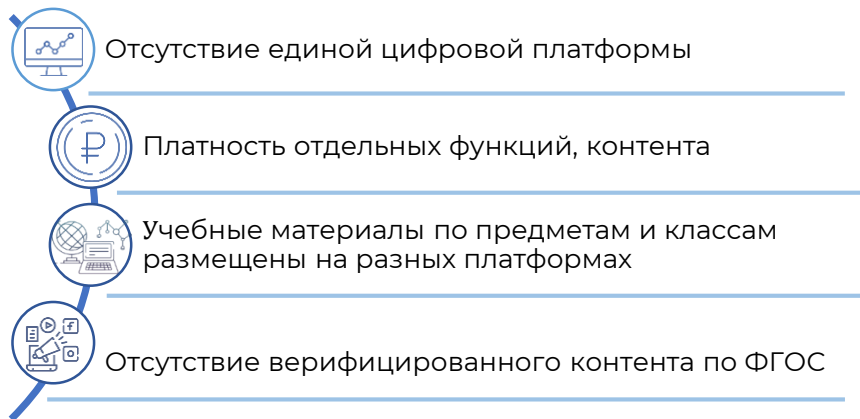 Отсутствие единой цифровой платформы
Платность отдельных функций, контента
Учебные материалы по предметам и классам
размещены на разных платформах
Отсутствие верифицированного контента по ФГОС